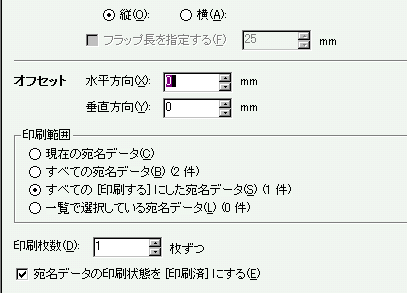 縦(O): 横(A):
フラップ長を指定する(F) 25 mm
オフセット 水平方向(X): 0 mm
垂直方向(Y): 0 mm
印刷範囲
現在の宛名データ(C)
すべての宛名データ(B) (2 件)
すべての [印刷する] にした宛名データ(S) (1 件)
一覧で選択している宛名データ(L) (0 件)
印刷枚数(D): 1 枚ずつ
宛名データの印刷状態を [印刷済] にする(E)